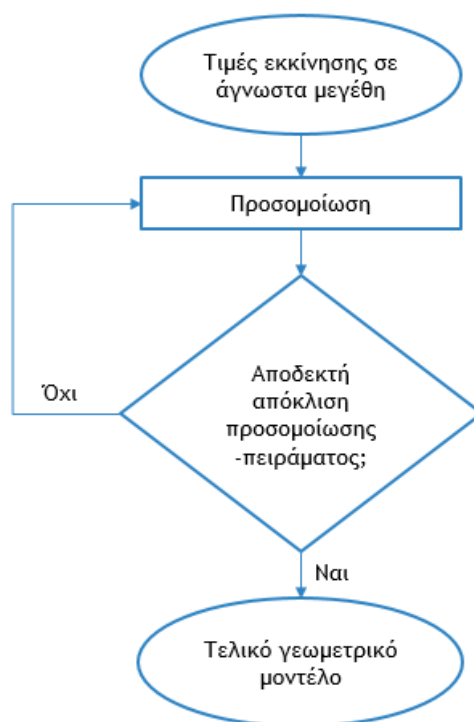 Τιμές εκκίνησης σε
άγνωστα μεγέθη
Προσομοίωση
Αποδεκτή
απόκλιση
προσομοίωσης
-πειράματος;
Όχι
Ναι
Τελικό γεωμετρικό
μοντέλο